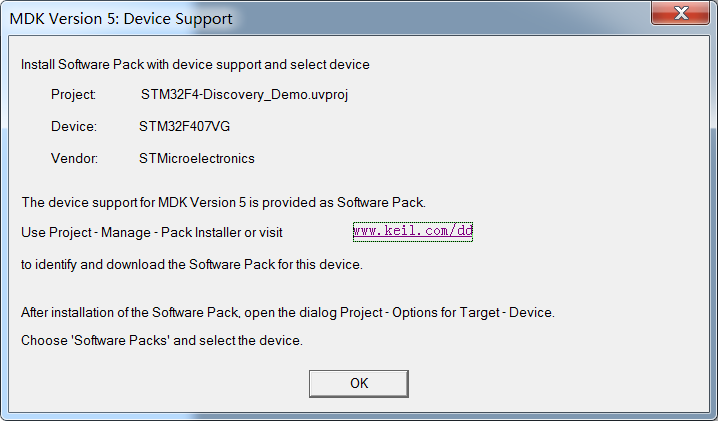 MDK Version 5: Device Support
Install Software Pack with device support and select device
Project: STM32F4-Discovery_Demo.uvproj
Device: STM32F407VG
Vendor: STMicroelectronics
The device support for MDK Version 5 is provided as Software Pack.
Use Project - Manage - Pack Installer or visit www.keil.com/dd
to identify and download the Software Pack for this device.
After installation of the Software Pack, open the dialog Project - Options for Target - Device.
Choose 'Software Packs' and select the device.
OK